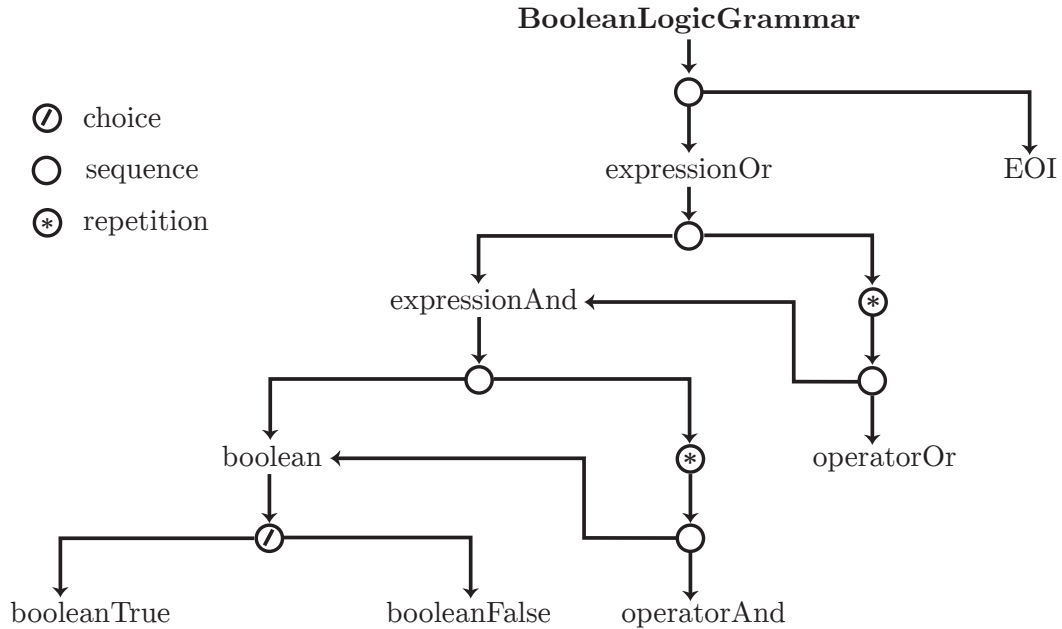 BooleanLogicGrammar
choice
sequence
repetition
expressionOr
EOI
expressionAnd
*
*
boolean
*
operatorOr
booleanTrue
booleanFalse
operatorAnd